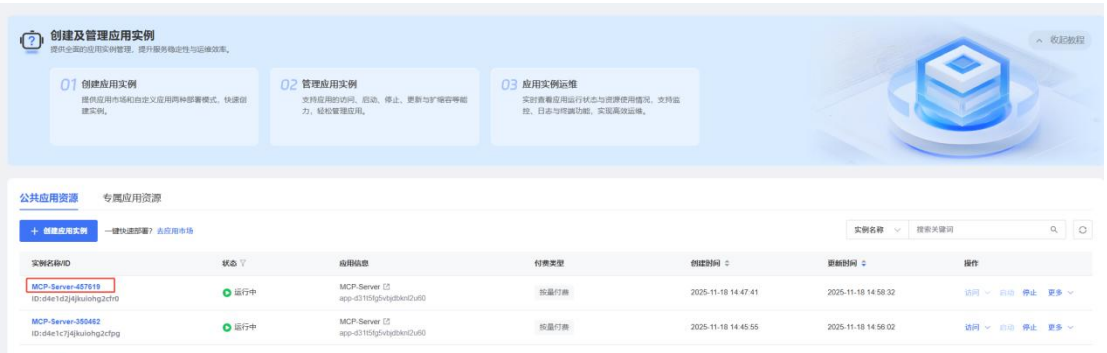 创建及管理应用实例
提供全面的应用实例管理，提升服务稳定性与运维效率。
收起教程
01 创建应用实例
提供应用市场和自定义应用两种部署模式，快速创
建实例。
02 管理应用实例
支持应用的访问、启动、停止、更新与扩缩容等能
力，轻松管理应用。
03 应用实例运维
实时查看应用运行状态与资源使用情况，支持监
控、日志与终端功能，实现高效运维。
公共应用资源 专属应用资源
+ 创建应用实例 一键快速部署？去应用市场 实例名称 搜索关键词
实例名称/ID 状态 应用信息 付费类型 创建时间 更新时间 操作
MCP-Server-457619 运行中 MCP-Server 按量付费 2025-11-18 14:47:41 2025-11-18 14:58:32 访问 启动 停止 更多
ID:d4e1d2j4jkuiohg2cfr0 app-d31t5fg5vbjdbknl2u60
MCP-Server-350462 运行中 MCP-Server 按量付费 2025-11-18 14:45:55 2025-11-18 14:56:02 访问 启动 停止 更多
ID:d4e1c7j4jkuiohg2cfpg app-d31t5fg5vbjdbknl2u60